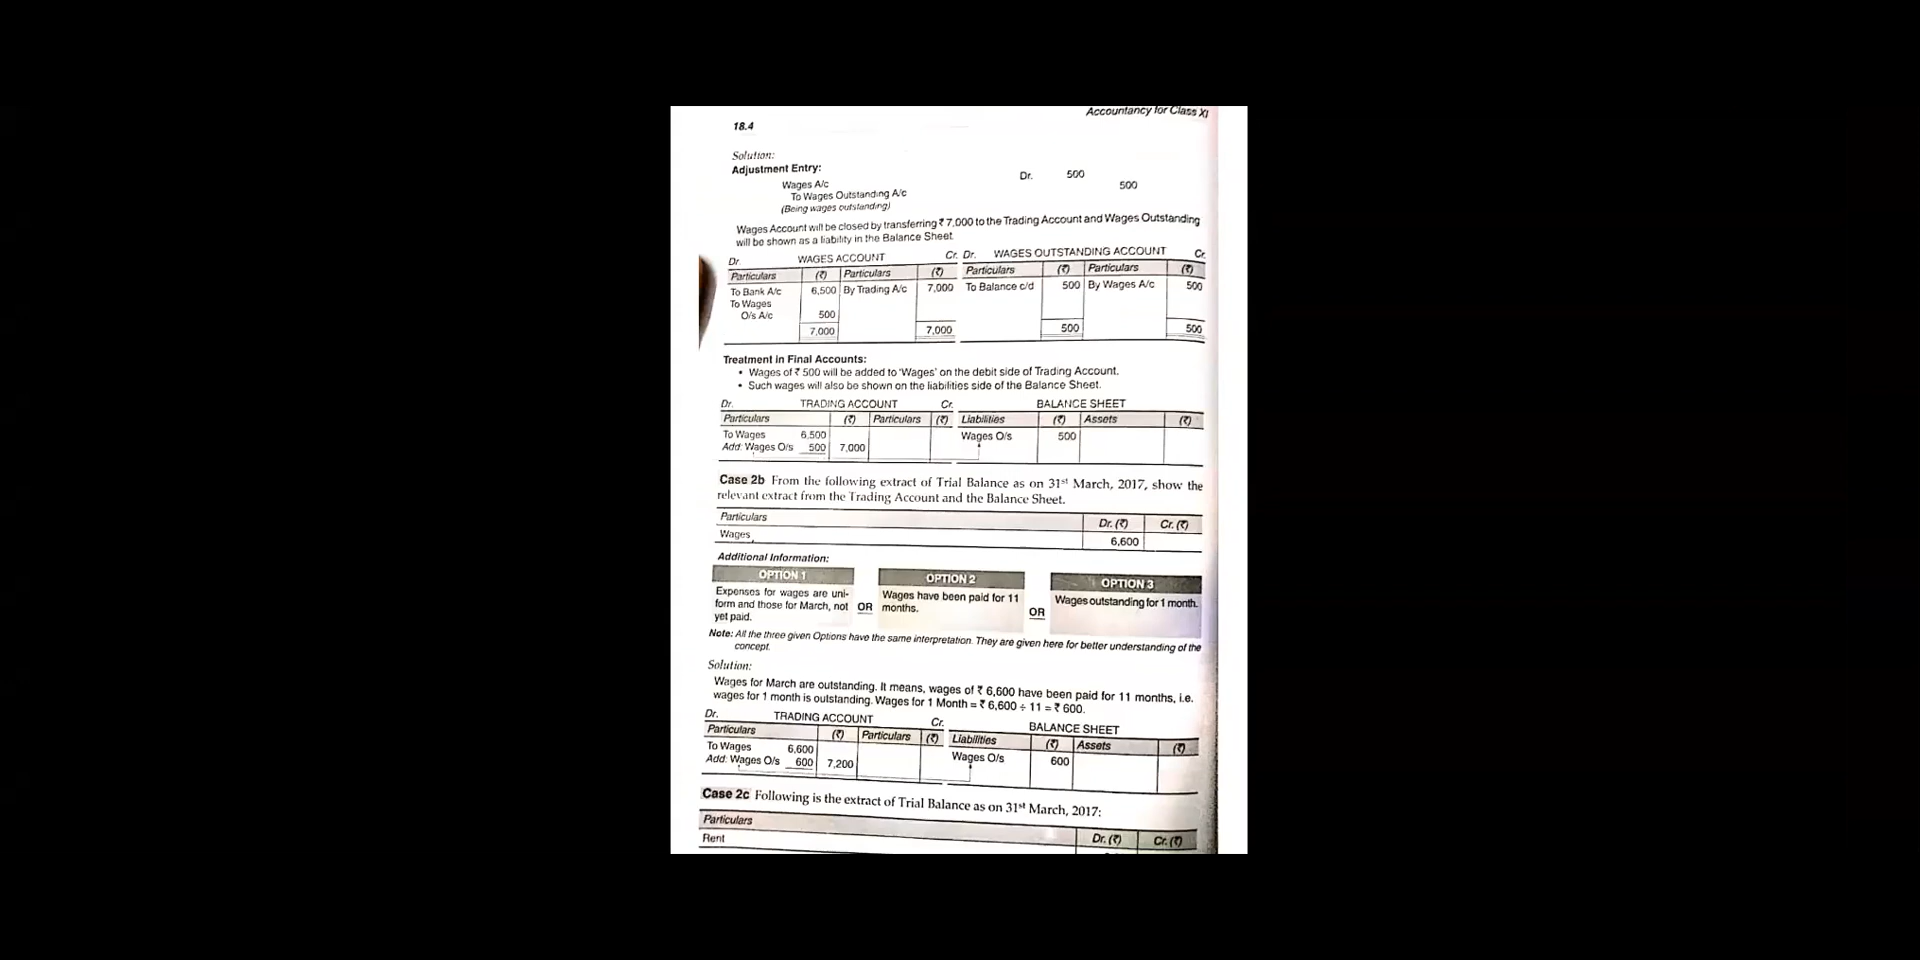 Accountancy for Class XI
18.4
Solution:
Adjustment Entry:
Wages A/c Dr. 500
To Wages Outstanding A/c 500
(Being wages outstanding)
Wages Account will be closed by transferring ₹ 7,000 to the Trading Account and Wages Outstanding
will be shown as a liability in the Balance Sheet.
Dr. WAGES ACCOUNT Cr. Dr. WAGES OUTSTANDING ACCOUNT Cr.
Particulars (₹) Particulars (₹) Particulars (₹) Particulars (₹)
To Bank A/c 6,500 By Trading A/c 7,000 To Balance c/d 500 By Wages A/c 500
To Wages
O/s A/c 500
7,000 7,000 500 500
Treatment in Final Accounts:
• Wages of ₹ 500 will be added to 'Wages' on the debit side of Trading Account.
• Such wages will also be shown on the liabilities side of the Balance Sheet.
Dr. TRADING ACCOUNT Cr. BALANCE SHEET
Particulars (₹) Particulars (₹) Liabilities (₹) Assets (₹)
To Wages 6,500 Wages O/s 500
Add: Wages O/s 500 7,000
Case 2b From the following extract of Trial Balance as on 31st March, 2017, show the
relevant extract from the Trading Account and the Balance Sheet.
Particulars Dr. (₹) Cr. (₹)
Wages 6,600
Additional Information:
OPTION 1 OPTION 2 OPTION 3
Expenses for wages are uni-
form and those for March, not
yet paid.
OR
Wages have been paid for 11
months.
OR
Wages outstanding for 1 month.
Note: All the three given Options have the same interpretation. They are given here for better understanding of the
concept.
Solution:
Wages for March are outstanding. It means, wages of ₹ 6,600 have been paid for 11 months, i.e.
wages for 1 month is outstanding. Wages for 1 Month = ₹ 6,600 ÷ 11 = ₹ 600.
Dr. TRADING ACCOUNT Cr. BALANCE SHEET
Particulars (₹) Particulars (₹) Liabilities (₹) Assets (₹)
To Wages 6,600 Wages O/s 600
Add: Wages O/s 600 7,200
Case 2c Following is the extract of Trial Balance as on 31st March, 2017:
Particulars Dr. (₹) Cr. (₹)
Rent